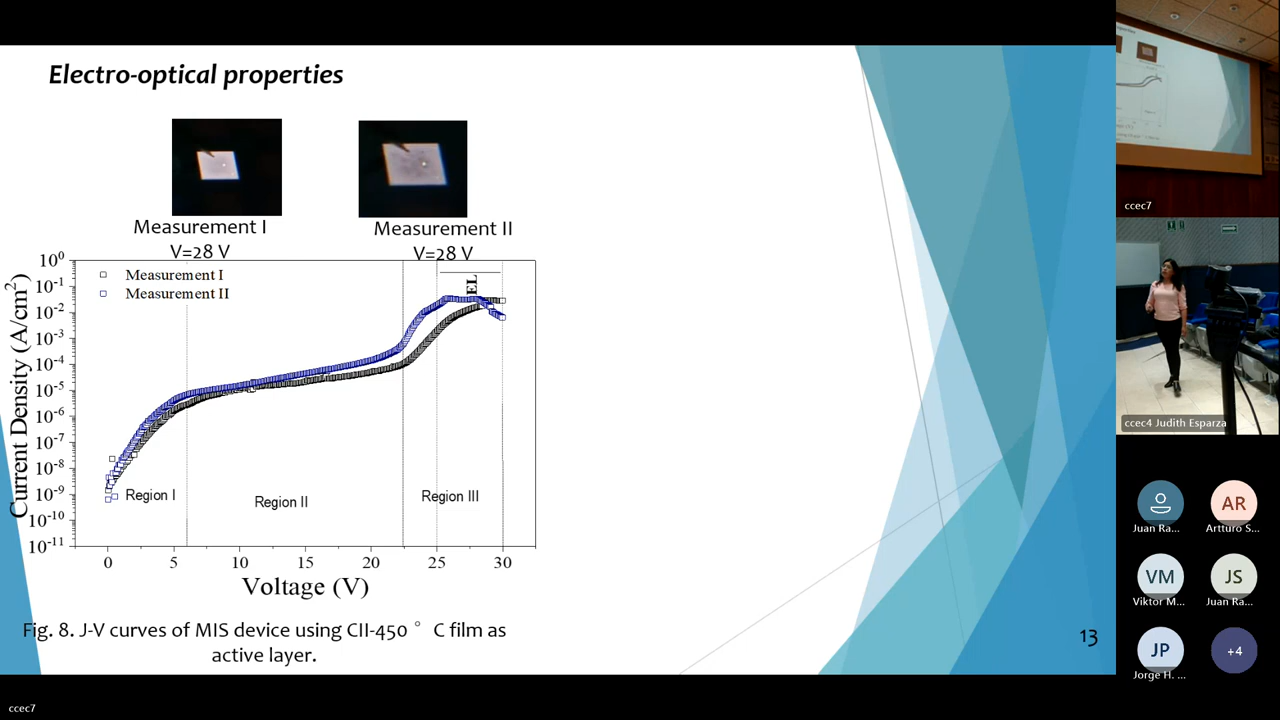 Electro-optical properties
Measurement I
V=28 V
Measurement II
V=28 V
10⁰
10⁻¹
10⁻²
10⁻³
10⁻⁴
10⁻⁵
10⁻⁶
10⁻⁷
10⁻⁸
10⁻⁹
10⁻¹⁰
10⁻¹¹
Current Density (A/cm²)
Measurement I
Measurement II
EL
Region I
Region II
Region III
0 5 10 15 20 25 30
Voltage (V)
Fig. 8. J-V curves of MIS device using CII-450 ° C film as
active layer.
13
ccec7
ccec4 Judith Esparza
AR
Juan Ra...
Artturo S...
VM
JS
Viktor M...
Juan Ra...
JP
+4
Jorge H. ...
ccec7